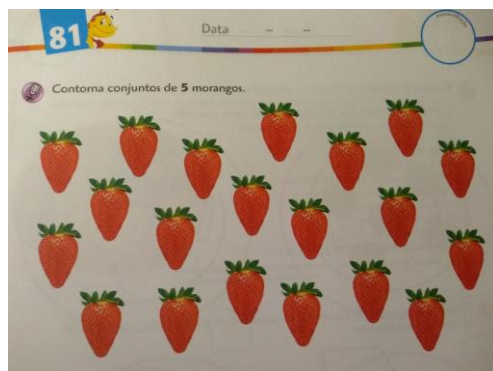 81
Data – –
Contorna conjuntos de 5 morangos.